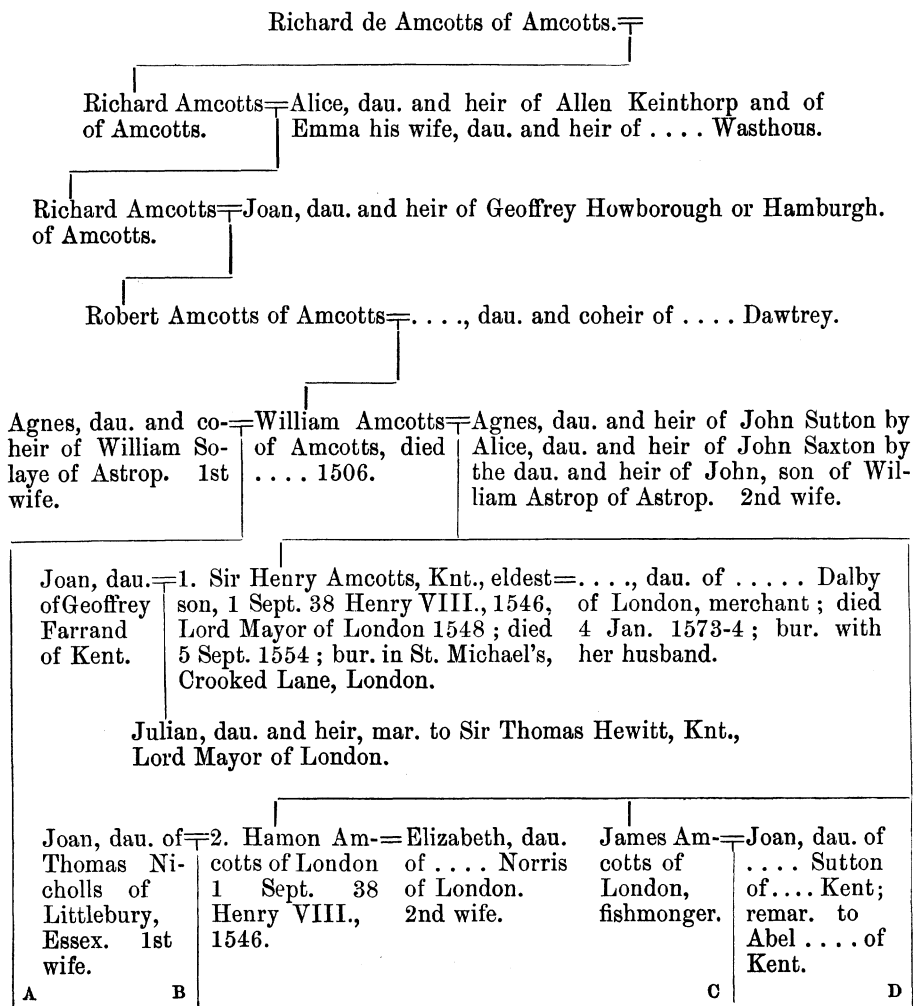 Richard de Amcotts of Amcotts.
Richard Amcotts
of Amcotts.
Alice, dau. and heir of Allen Keinthorp and of
Emma his wife, dau. and heir of . . . . Wasthous.
Richard Amcotts
of Amcotts.
Joan, dau. and heir of Geoffrey Howborough or Hamburgh.
Robert Amcotts of Amcotts
. . . ., dau. and coheir of . . . . Dawtrey.
Agnes, dau. and co-
heir of William So-
laye of Astrop. 1st
wife.
William Amcotts
of Amcotts, died
. . . . 1506.
Agnes, dau. and heir of John Sutton by
Alice, dau. and heir of John Saxton by
the dau. and heir of John, son of Wil-
liam Astrop of Astrop. 2nd wife.
Joan, dau.
of Geoffrey
Farrand
of Kent.
1. Sir Henry Amcotts, Knt., eldest
son, 1 Sept. 38 Henry VIII., 1546,
Lord Mayor of London 1548 ; died
5 Sept. 1554 ; bur. in St. Michael's,
Crooked Lane, London.
. . . ., dau. of . . . . . Dalby
of London, merchant ; died
4 Jan. 1573-4 ; bur. with
her husband.
Julian, dau. and heir, mar. to Sir Thomas Hewitt, Knt.,
Lord Mayor of London.
Joan, dau. of
Thomas Ni-
cholls of
Littlebury,
Essex. 1st
wife.
2. Hamon Am-
cotts of London
1 Sept. 38
Henry VIII.,
1546.
Elizabeth, dau.
of . . . . Norris
of London.
2nd wife.
James Am-
cotts of
London,
fishmonger.
Joan, dau. of
. . . . Sutton
of . . . . Kent;
remar. to
Abel . . . . of
Kent.
A B C D